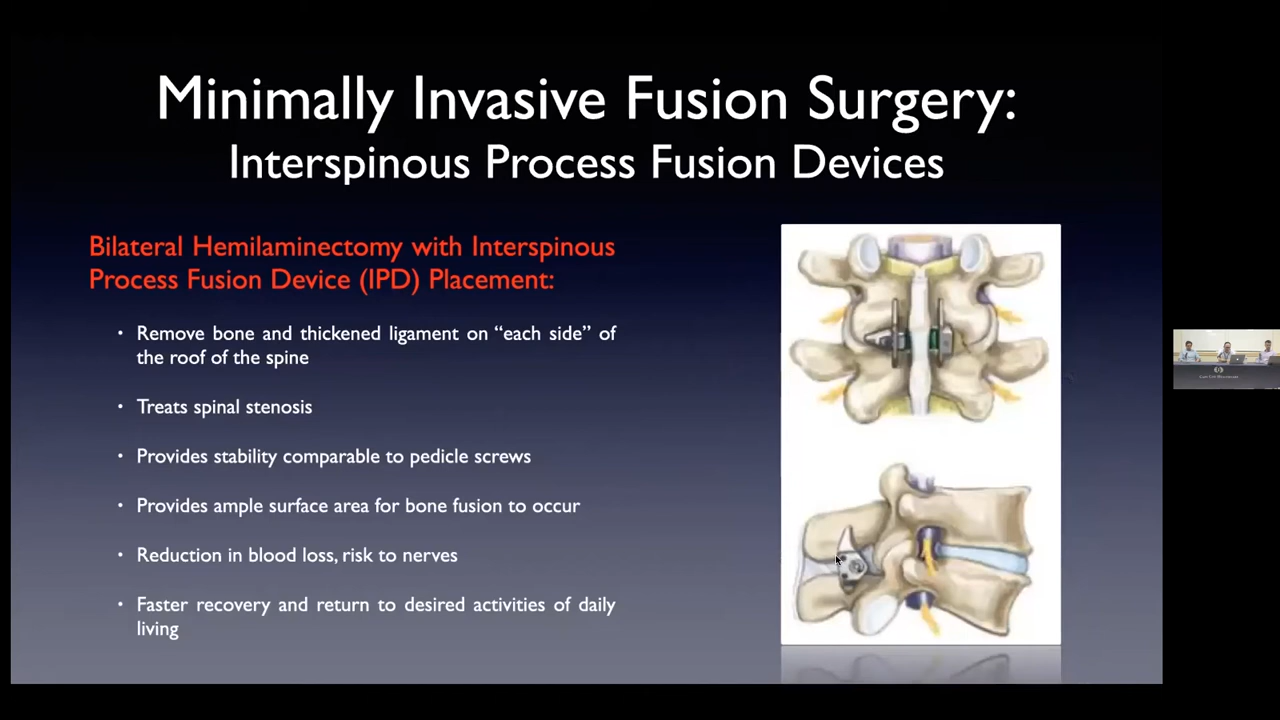 Minimally Invasive Fusion Surgery:
Interspinous Process Fusion Devices
Bilateral Hemilaminectomy with Interspinous
Process Fusion Device (IPD) Placement:
• Remove bone and thickened ligament on “each side” of
the roof of the spine
• Treats spinal stenosis
• Provides stability comparable to pedicle screws
• Provides ample surface area for bone fusion to occur
• Reduction in blood loss, risk to nerves
• Faster recovery and return to desired activities of daily
living